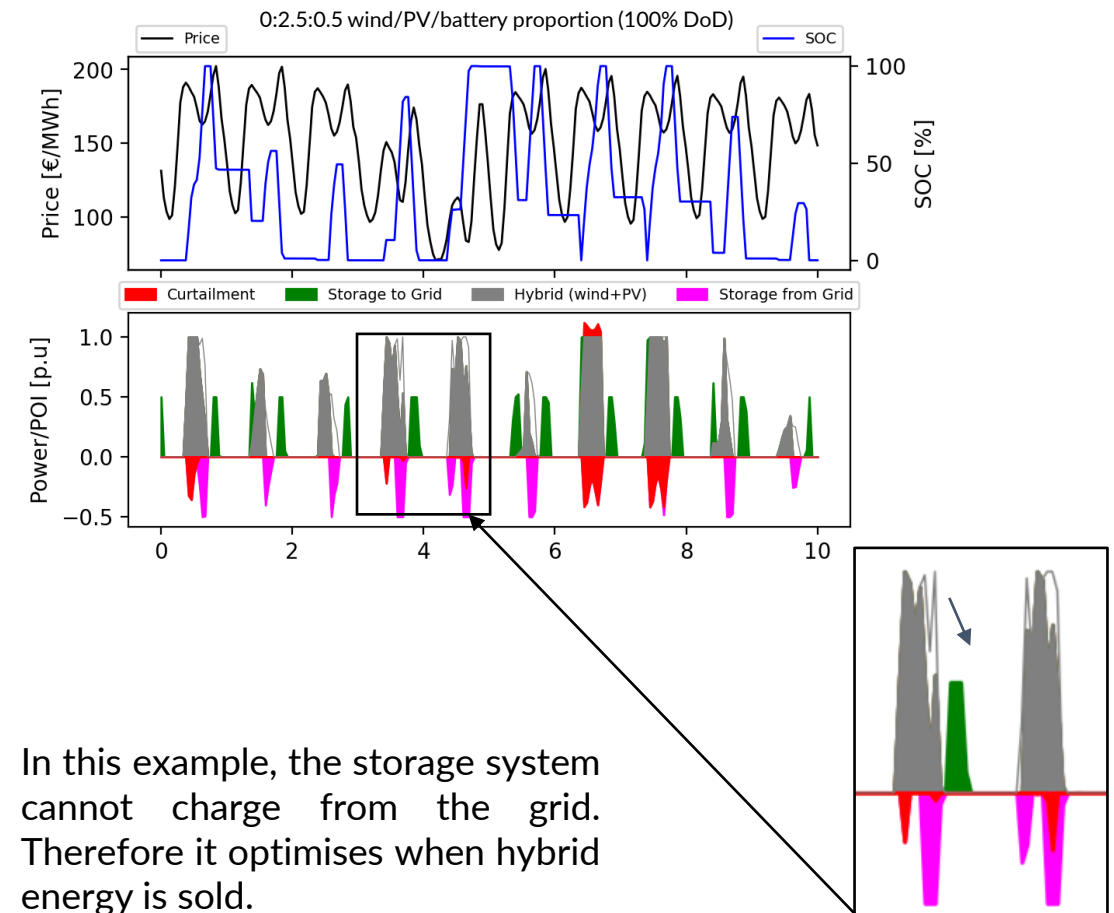 0:2.5:0.5 wind/PV/battery proportion (100% DoD)
Price
SOC
200
150
100
Price [€/MWh]
100
50
0
SOC [%]
Curtailment
Storage to Grid
Hybrid (wind+PV)
Storage from Grid
1.0
0.5
0.0
−0.5
Power/POI [p.u]
0 2 4 6 8 10
In this example, the storage system
cannot charge from the grid.
Therefore it optimises when hybrid
energy is sold.